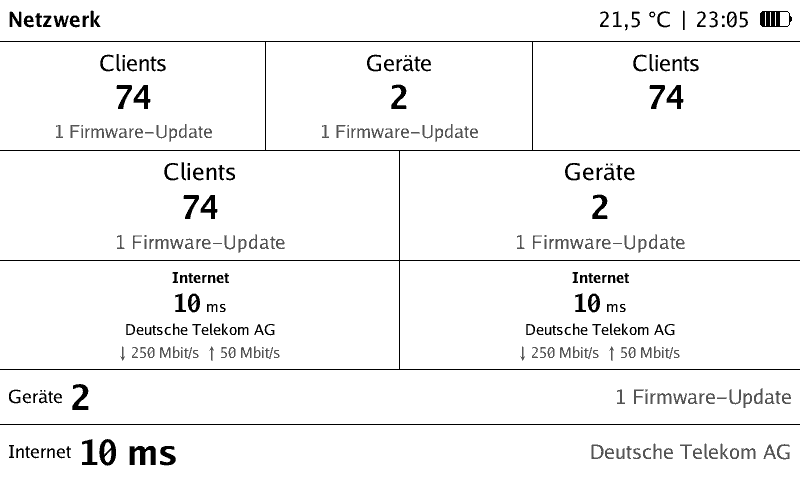 Netzwerk 21,5 °C | 23:05
Clients Geräte Clients
74 2 74
1 Firmware-Update 1 Firmware-Update
Clients Geräte
74 2
1 Firmware-Update 1 Firmware-Update
Internet Internet
10 ms 10 ms
Deutsche Telekom AG Deutsche Telekom AG
↓ 250 Mbit/s ↑ 50 Mbit/s ↓ 250 Mbit/s ↑ 50 Mbit/s
Geräte 2 1 Firmware-Update
Internet 10 ms Deutsche Telekom AG